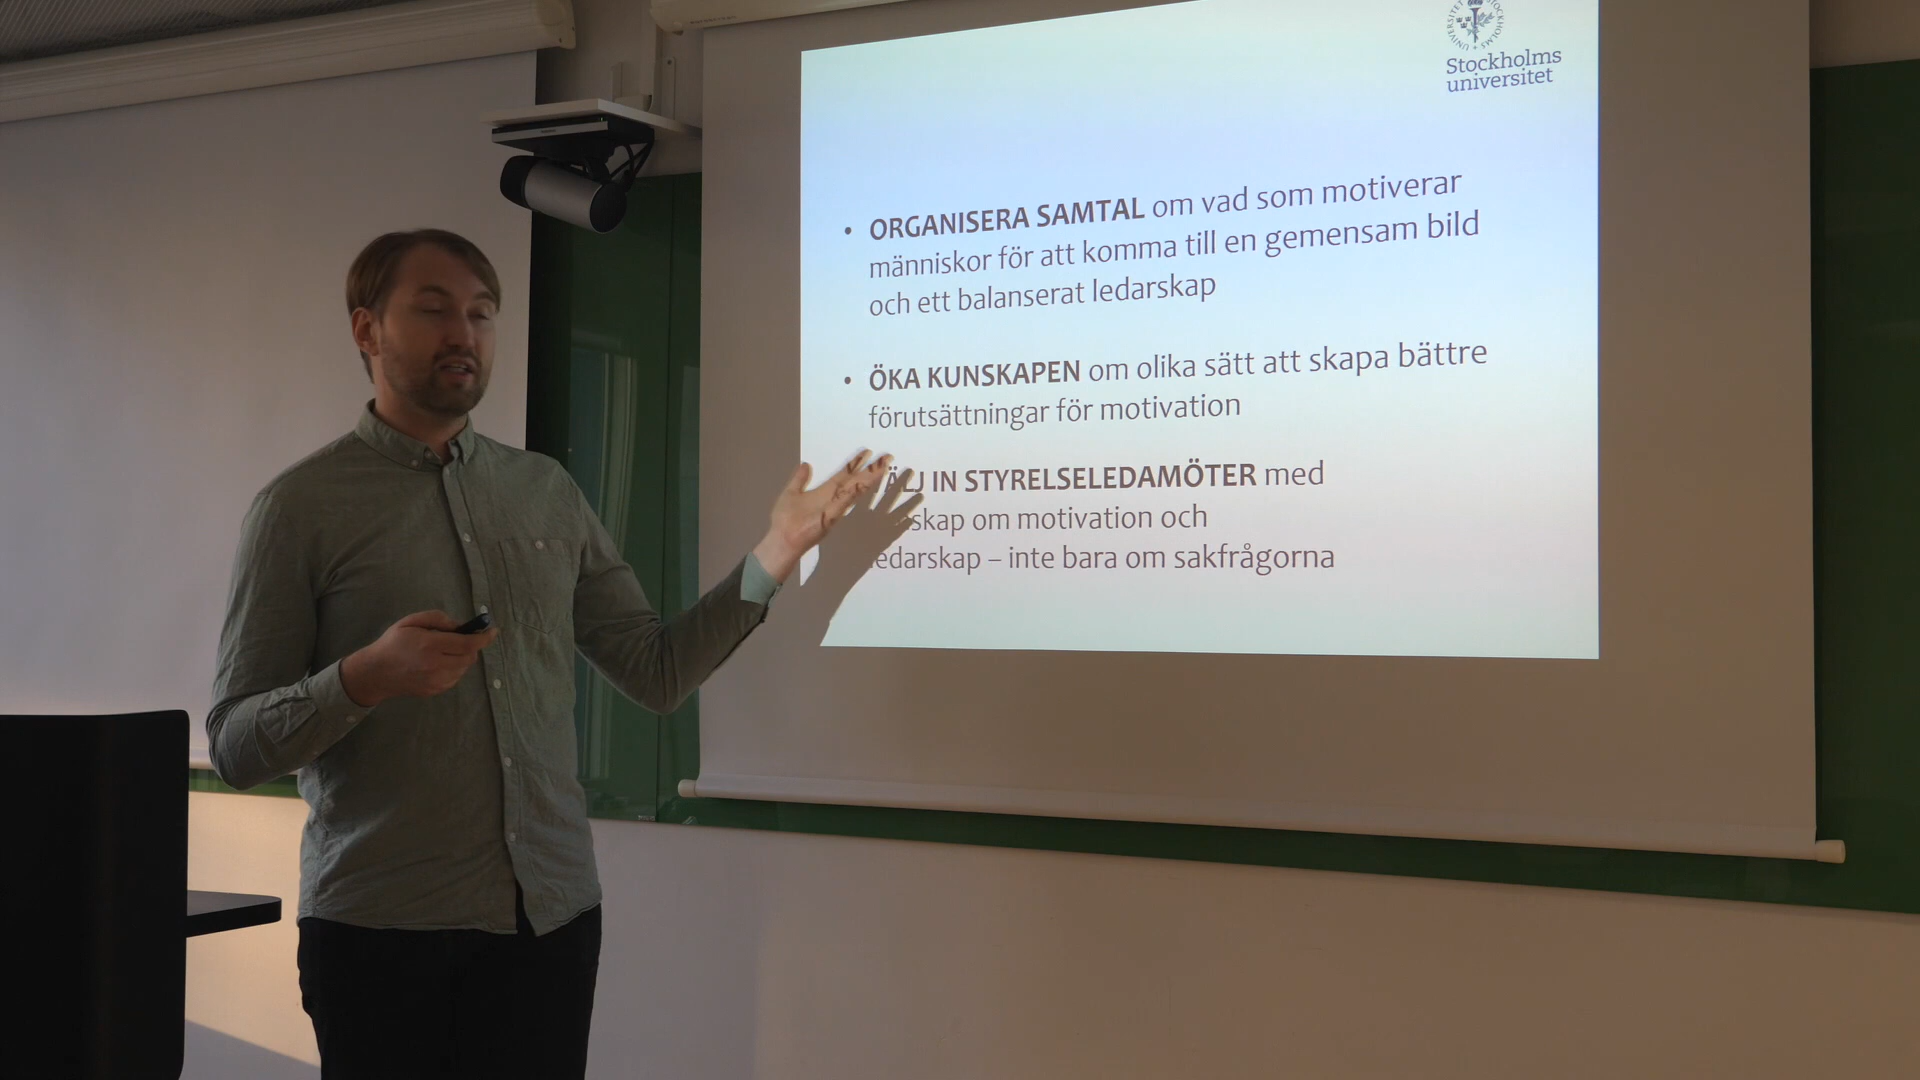 Stockholms
universitet
• ORGANISERA SAMTAL om vad som motiverar
människor för att komma till en gemensam bild
och ett balanserat ledarskap
• ÖKA KUNSKAPEN om olika sätt att skapa bättre
förutsättningar för motivation
IN STYRELSELEDAMÖTER med
om motivation och
ledarskap – inte bara om sakfrågorna